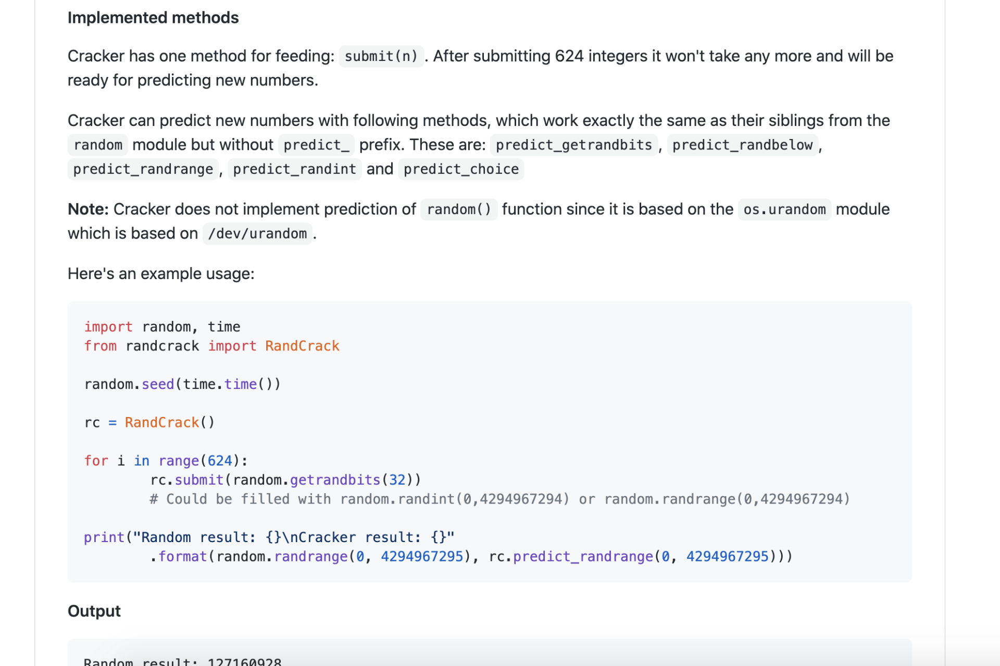 Implemented methods
Cracker has one method for feeding: submit(n). After submitting 624 integers it won't take any more and will be
ready for predicting new numbers.
Cracker can predict new numbers with following methods, which work exactly the same as their siblings from the
random module but without predict_ prefix. These are: predict_getrandbits, predict_randbelow,
predict_randrange, predict_randint and predict_choice
Note: Cracker does not implement prediction of random() function since it is based on the os.urandom module
which is based on /dev/urandom.
Here's an example usage:
import random, time
from randcrack import RandCrack
random.seed(time.time())
rc = RandCrack()
for i in range(624):
        rc.submit(random.getrandbits(32))
        # Could be filled with random.randint(0,4294967294) or random.randrange(0,4294967294)
print("Random result: {}\nCracker result: {}"
        .format(random.randrange(0, 4294967295), rc.predict_randrange(0, 4294967295)))
Output
Random result: 127160928